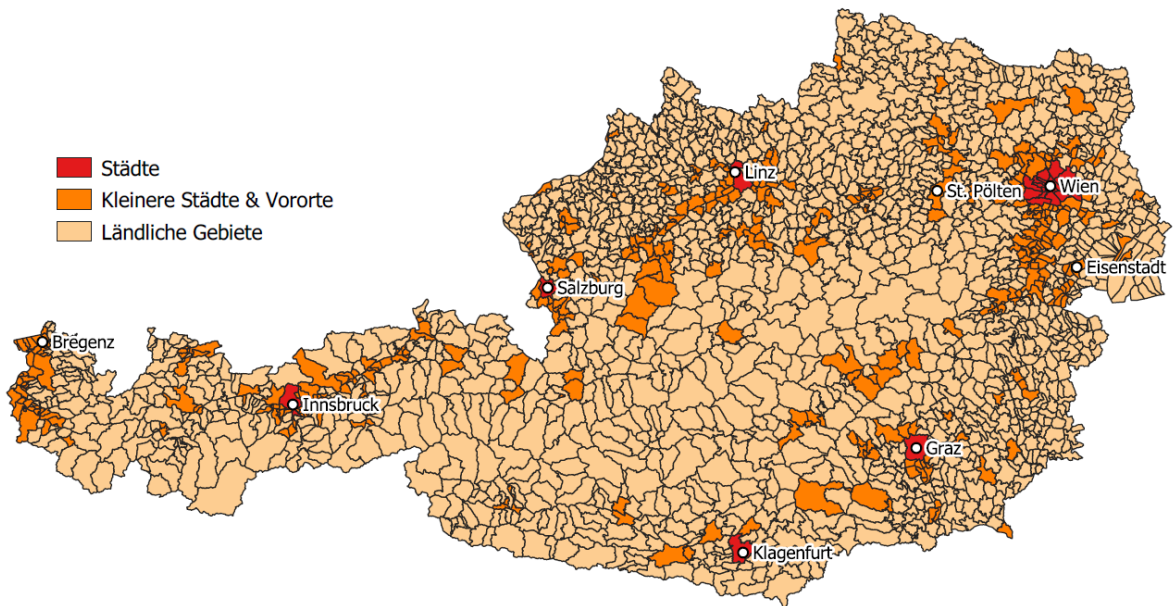 Städte
Kleinere Städte & Vororte
Ländliche Gebiete
Linz
St. Pölten
Wien
Eisenstadt
Salzburg
Bregenz
Innsbruck
Graz
Klagenfurt